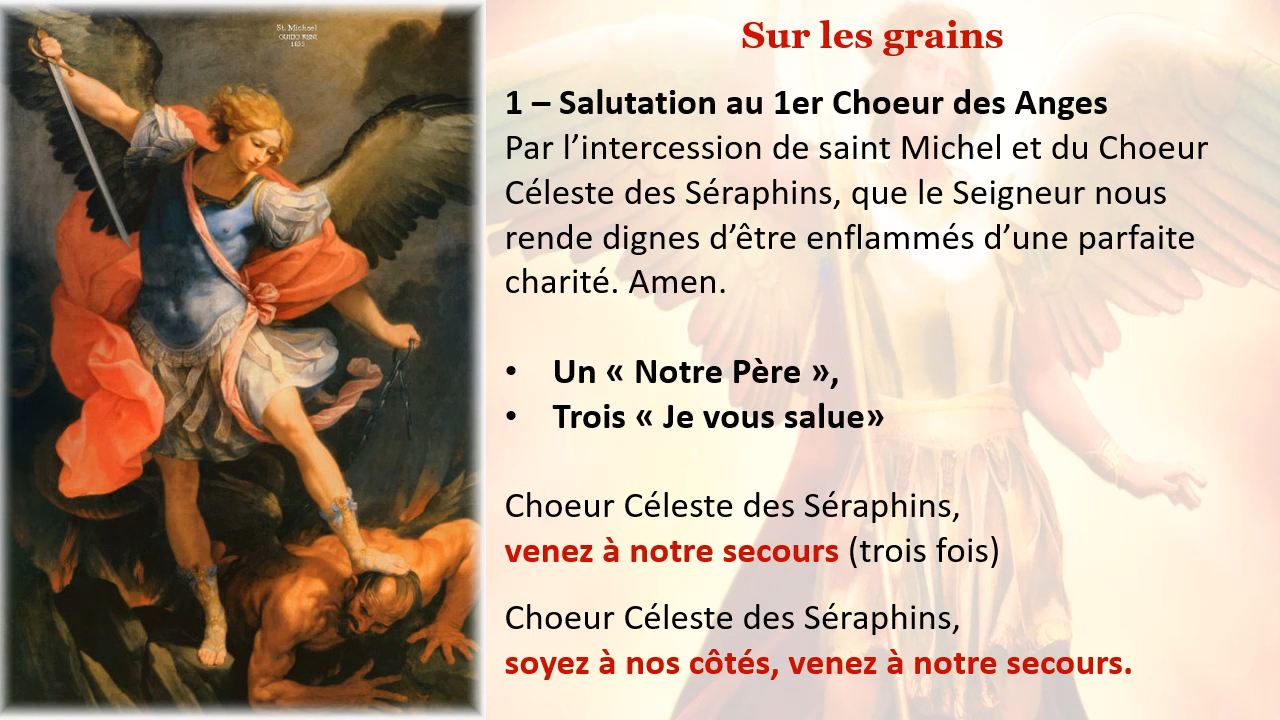 St. Michael
GUIDO RENI
Sur les grains
1 – Salutation au 1er Choeur des Anges
Par l’intercession de saint Michel et du Choeur
Céleste des Séraphins, que le Seigneur nous
rende dignes d’être enflammés d’une parfaite
charité. Amen.
• Un « Notre Père »,
• Trois « Je vous salue»
Choeur Céleste des Séraphins,
venez à notre secours (trois fois)
Choeur Céleste des Séraphins,
soyez à nos côtés, venez à notre secours.